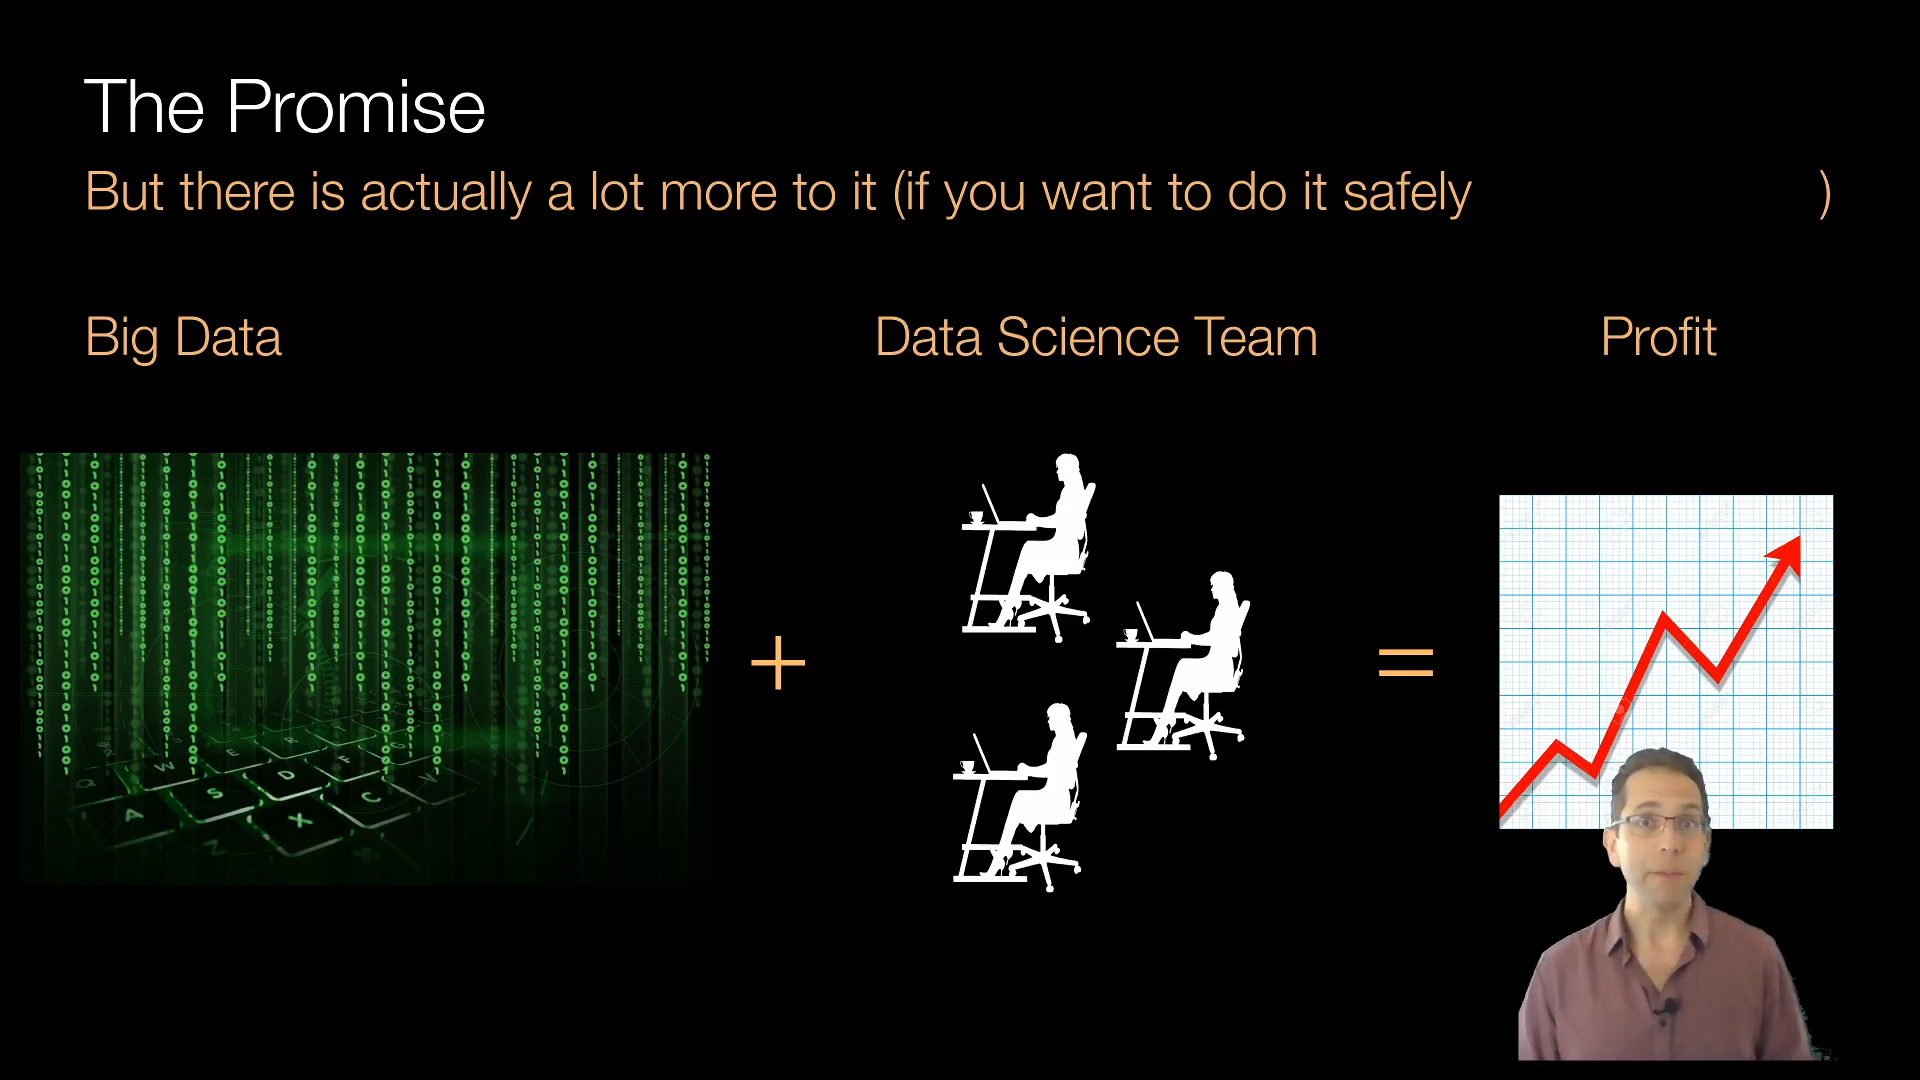 The Promise
But there is actually a lot more to it (if you want to do it safely )
Big Data
Data Science Team
Profit
+
=
Q W E R T
A S D F G
Z X C V